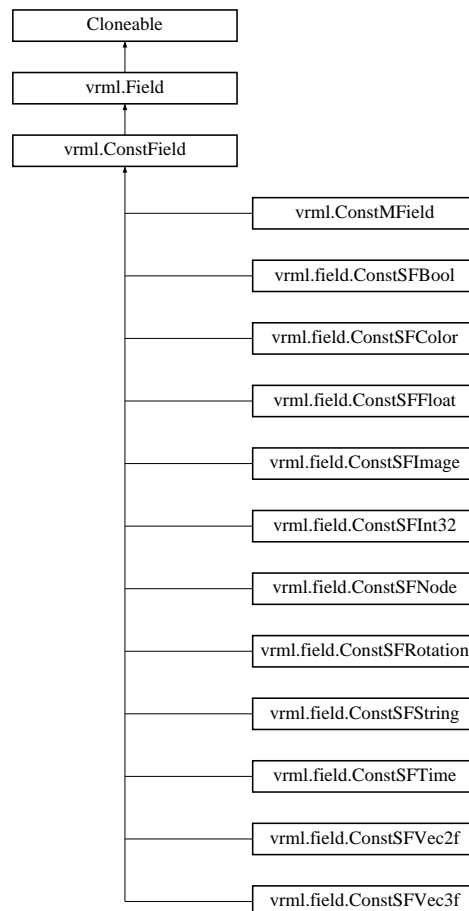 Cloneable
vrml.Field
vrml.ConstField
vrml.ConstMField
vrml.field.ConstSFBool
vrml.field.ConstSFColor
vrml.field.ConstSFFloat
vrml.field.ConstSFImage
vrml.field.ConstSFInt32
vrml.field.ConstSFNode
vrml.field.ConstSFRotation
vrml.field.ConstSFString
vrml.field.ConstSFTime
vrml.field.ConstSFVec2f
vrml.field.ConstSFVec3f